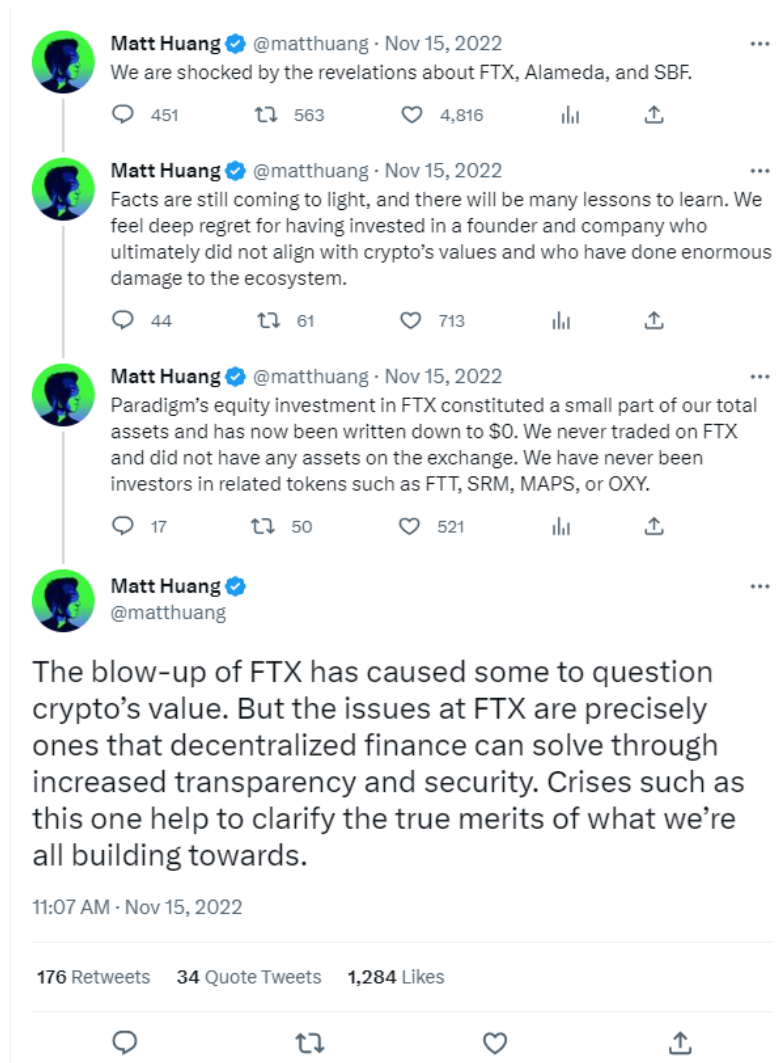 Matt Huang @matthuang · Nov 15, 2022
We are shocked by the revelations about FTX, Alameda, and SBF.
451 563 4,816
Matt Huang @matthuang · Nov 15, 2022
Facts are still coming to light, and there will be many lessons to learn. We
feel deep regret for having invested in a founder and company who
ultimately did not align with crypto’s values and who have done enormous
damage to the ecosystem.
44 61 713
Matt Huang @matthuang · Nov 15, 2022
Paradigm’s equity investment in FTX constituted a small part of our total
assets and has now been written down to $0. We never traded on FTX
and did not have any assets on the exchange. We have never been
investors in related tokens such as FTT, SRM, MAPS, or OXY.
17 50 521
Matt Huang
@matthuang
The blow-up of FTX has caused some to question
crypto’s value. But the issues at FTX are precisely
ones that decentralized finance can solve through
increased transparency and security. Crises such as
this one help to clarify the true merits of what we’re
all building towards.
11:07 AM · Nov 15, 2022
176 Retweets 34 Quote Tweets 1,284 Likes